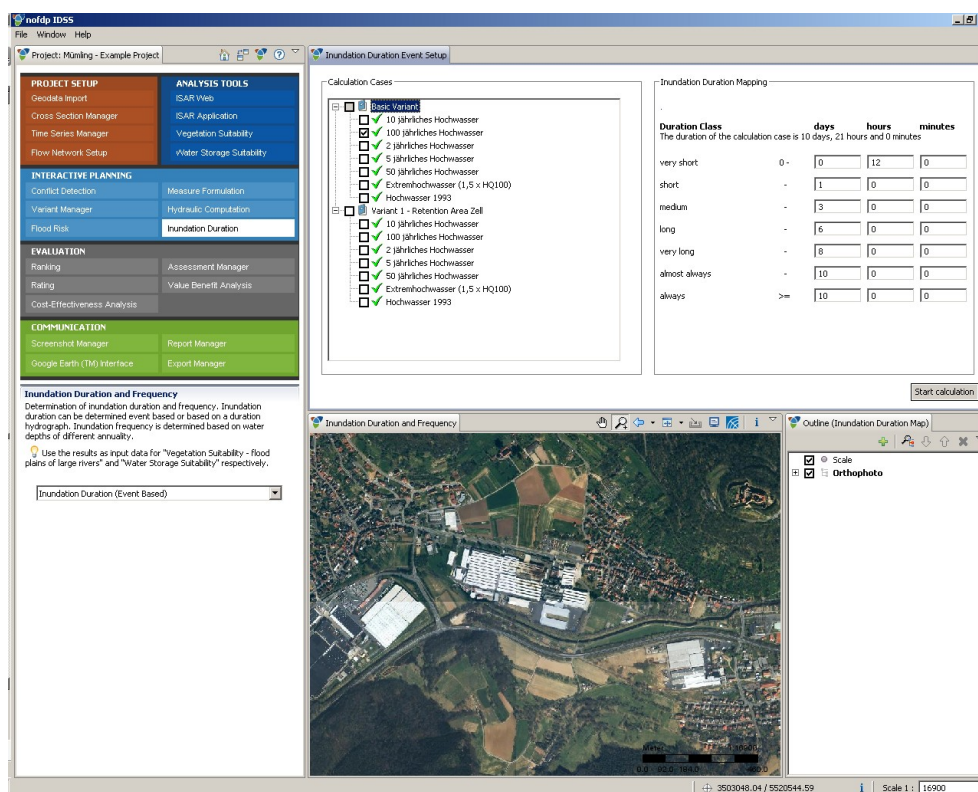 nofdp IDSS
File Window Help
Project: Mümling - Example Project
PROJECT SETUP
ANALYSIS TOOLS
Geodata Import
ISAR Web
Cross Section Manager
ISAR Application
Time Series Manager
Vegetation Suitability
Flow Network Setup
Water Storage Suitability
INTERACTIVE PLANNING
Conflict Detection
Measure Formulation
Variant Manager
Hydraulic Computation
Flood Risk
Inundation Duration
EVALUATION
Ranking
Assessment Manager
Rating
Value Benefit Analysis
Cost-Effectiveness Analysis
COMMUNICATION
Screenshot Manager
Report Manager
Google Earth (TM) Interface
Export Manager
Inundation Duration and Frequency
Determination of inundation duration and frequency. Inundation
duration can be determined event based or based on a duration
hydrograph. Inundation frequency is determined based on water
depths of different annuality.
Use the results as input data for "Vegetation Suitability - flood
plains of large rivers" and "Water Storage Suitability" respectively.
Inundation Duration (Event Based)
Inundation Duration Event Setup
Calculation Cases
Basic Variant
10 jährliches Hochwasser
100 jährliches Hochwasser
2 jährliches Hochwasser
5 jährliches Hochwasser
50 jährliches Hochwasser
Extremhochwasser (1,5 x HQ100)
Hochwasser 1993
Variant 1 - Retention Area Zell
10 jährliches Hochwasser
100 jährliches Hochwasser
2 jährliches Hochwasser
5 jährliches Hochwasser
50 jährliches Hochwasser
Extremhochwasser (1,5 x HQ100)
Hochwasser 1993
Inundation Duration Mapping
.
Duration Class days hours minutes
The duration of the calculation case is 10 days, 21 hours and 0 minutes
very short 0 - 0 12 0
short - 1 0 0
medium - 3 0 0
long - 6 0 0
very long - 8 0 0
almost always - 10 0 0
always >= 10 0 0
Start calculation
Inundation Duration and Frequency
Meter
0.0 92.0 184.0
Outline (Inundation Duration Map)
Scale
Orthophoto
3503048.04 / 5520544.59
Scale 1 : 16900